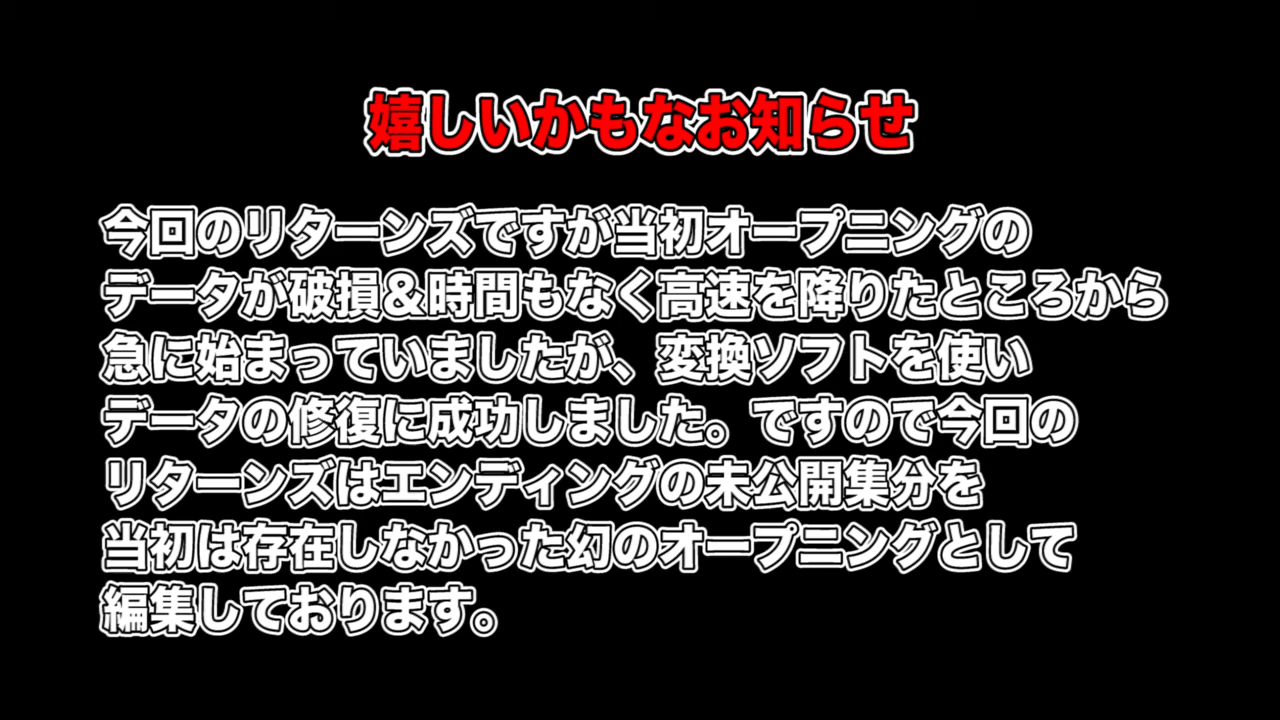 嬉しいかもなお知らせ
今回のリターンズですが当初オープニングの
データが破損＆時間もなく高速を降りたところから
急に始まっていましたが、変換ソフトを使い
データの修復に成功しました。ですので今回の
リターンズはエンディングの未公開集分を
当初は存在しなかった幻のオープニングとして
編集しております。